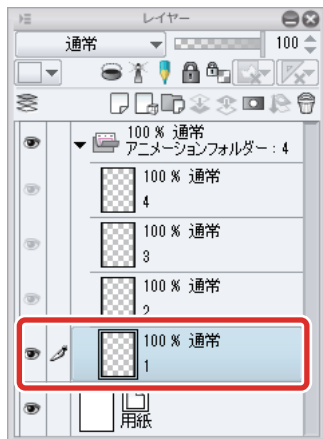 レイヤー
通常
100
100 % 通常
アニメーションフォルダー : 4
100 % 通常
4
100 % 通常
3
100 % 通常
2
100 % 通常
1
用紙